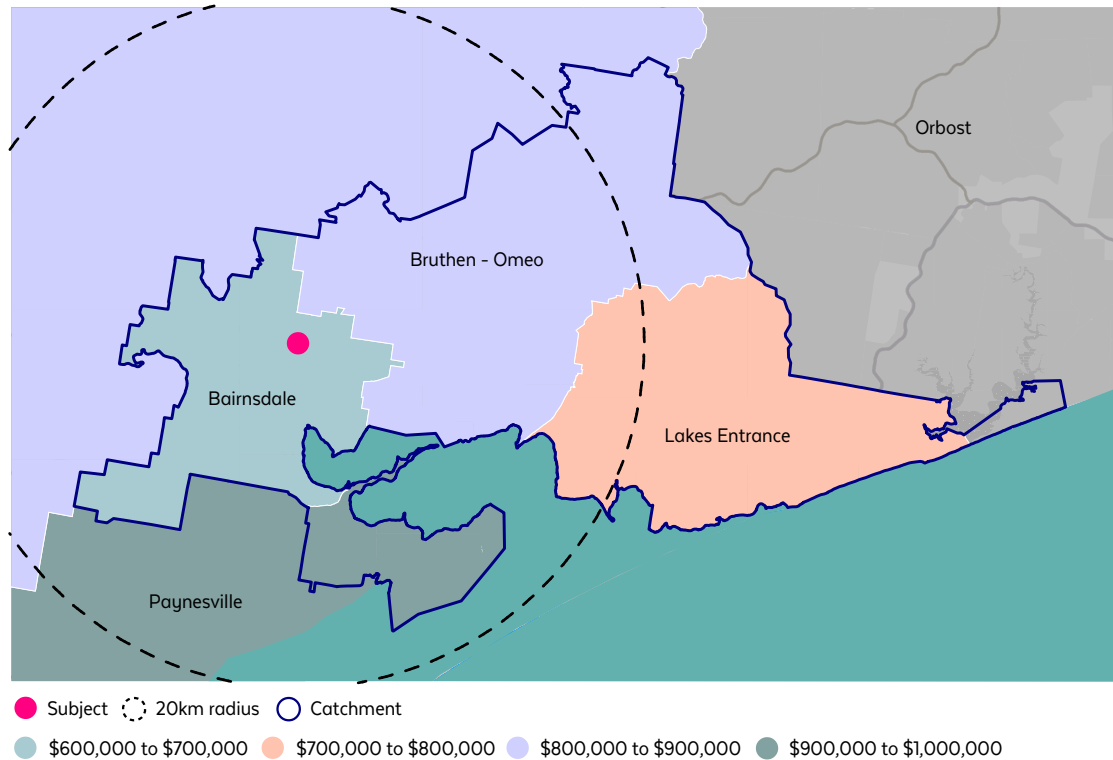 Orbost
Bruthen - Omeo
Bairnsdale
Lakes Entrance
Paynesville
Subject 20km radius Catchment
$600,000 to $700,000 $700,000 to $800,000 $800,000 to $900,000 $900,000 to $1,000,000